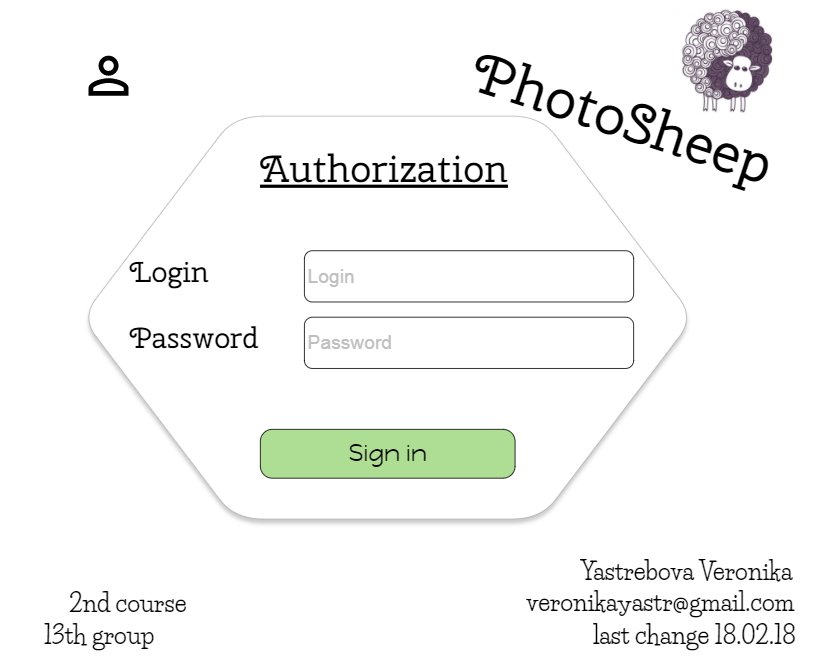 PhotoSheep
Authorization
Login
Login
Password
Password
Sign in
2nd course
13th group
Yastrebova Veronika
veronikayastr@gmail.com
last change 18.02.18